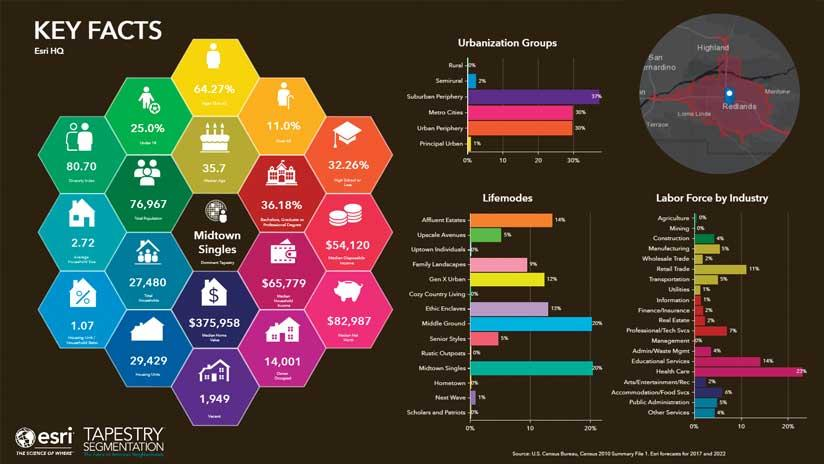 KEY FACTS
Esri HQ
64.27%
25.0%
Under 18
11.0%
Over 65
80.70
Diversity Index
35.7
Median Age
32.26%
High School or
Less
76,967
Total Population
36.18%
Bachelors, Graduate or
Professional Degree
2.72
Average
Household Size
Midtown
Singles
Dominant Tapestry
$54,120
Median Disposable
Income
27,480
Total
Households
$65,779
Median
Household
Income
1.07
Housing Unit /
Household Ratio
$375,958
Median Home
Value
$82,987
Median Net
Worth
29,429
Housing Units
14,001
Owner
Occupied
1,949
Vacant
esri
THE SCIENCE OF WHERE
TAPESTRY
SEGMENTATION
The Fabric of America's Neighborhoods
Urbanization Groups
Rural 0%
Semirural 2%
Suburban Periphery 37%
Metro Cities 30%
Urban Periphery 30%
Principal Urban 1%
0 10% 20% 30%
San
rnardino
Highland
Redlands
Mentone
Loma Linda
Terrace
Lifemodes
Affluent Estates 14%
Upscale Avenues 5%
Uptown Individuals 0%
Family Landscapes 9%
Gen X Urban 12%
Cozy Country Living 0%
Ethic Enclaves 13%
Middle Ground 20%
Senior Styles 5%
Rustic Outposts 0%
Midtown Singles 20%
Hometown 0%
Next Wave 1%
Scholars and Patriots 0%
0 10% 20%
Labor Force by Industry
Agriculture 0%
Mining 0%
Construction 4%
Manufacturing 5%
Wholesale Trade 2%
Retail Trade 11%
Transportation 5%
Utilities 1%
Information 1%
Finance/Insurance 2%
Real Estate 2%
Professional/Tech Svcs 7%
Management 0%
Admin/Waste Mgmt 4%
Educational Services 14%
Health Care 23%
Arts/Entertainment/Rec 2%
Accommodation/Food Svcs 6%
Public Administration 5%
Other Services 4%
0 10 20%
Source: U.S. Census Bureau, Census 2010 Summary File 1. Esri forecasts for 2017 and 2022